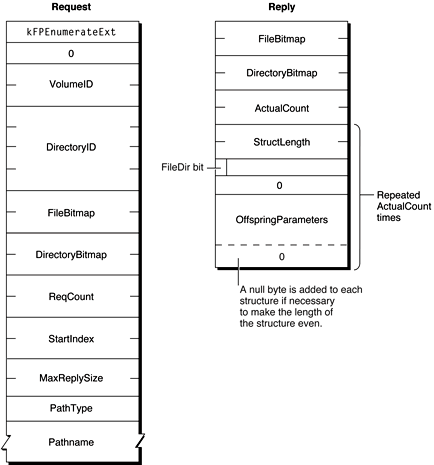 Request
kFPEnumerateExt
0
VolumeID
DirectoryID
FileBitmap
DirectoryBitmap
ReqCount
StartIndex
MaxReplySize
PathType
Pathname
Reply
FileBitmap
DirectoryBitmap
ActualCount
StructLength
FileDir bit
0
OffspringParameters
0
Repeated
ActualCount
times
A null byte is added to each
structure if necessary
to make the length of
the structure even.